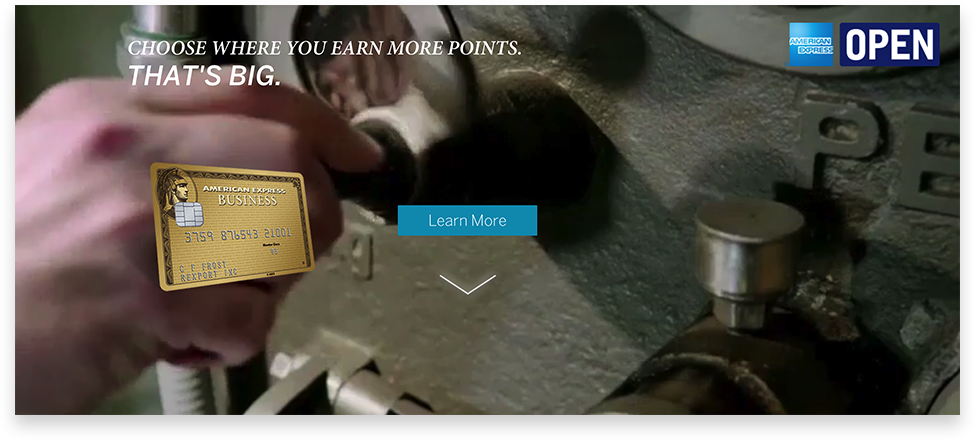 CHOOSE WHERE YOU EARN MORE POINTS.
THAT'S BIG.
AMERICAN
EXPRESS
OPEN
PE
AMERICAN EXPRESS
BUSINESS
3759 876543 21001
C F FROST
REXPORT INC
Learn More